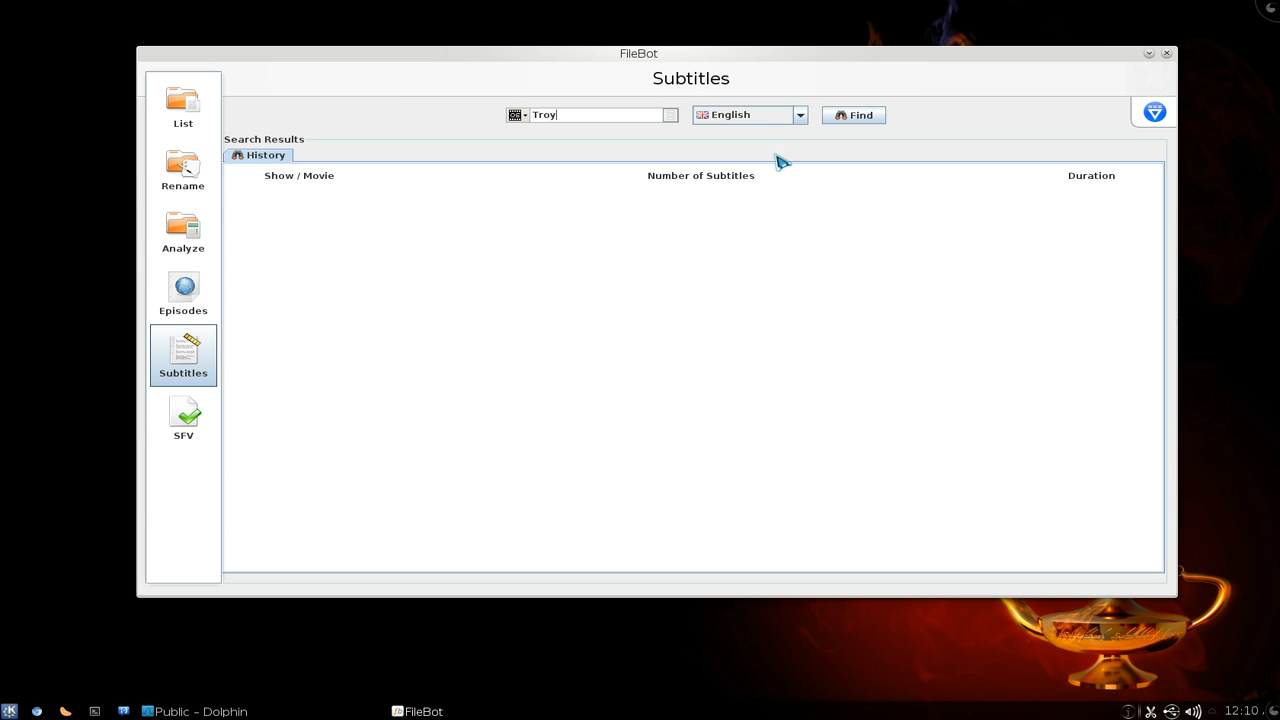 FileBot
Subtitles
Troy
English
Find
List
Rename
Analyze
Episodes
Subtitles
SFV
Search Results
History
Show / Movie Number of Subtitles Duration
Public – Dolphin
FileBot
12:10